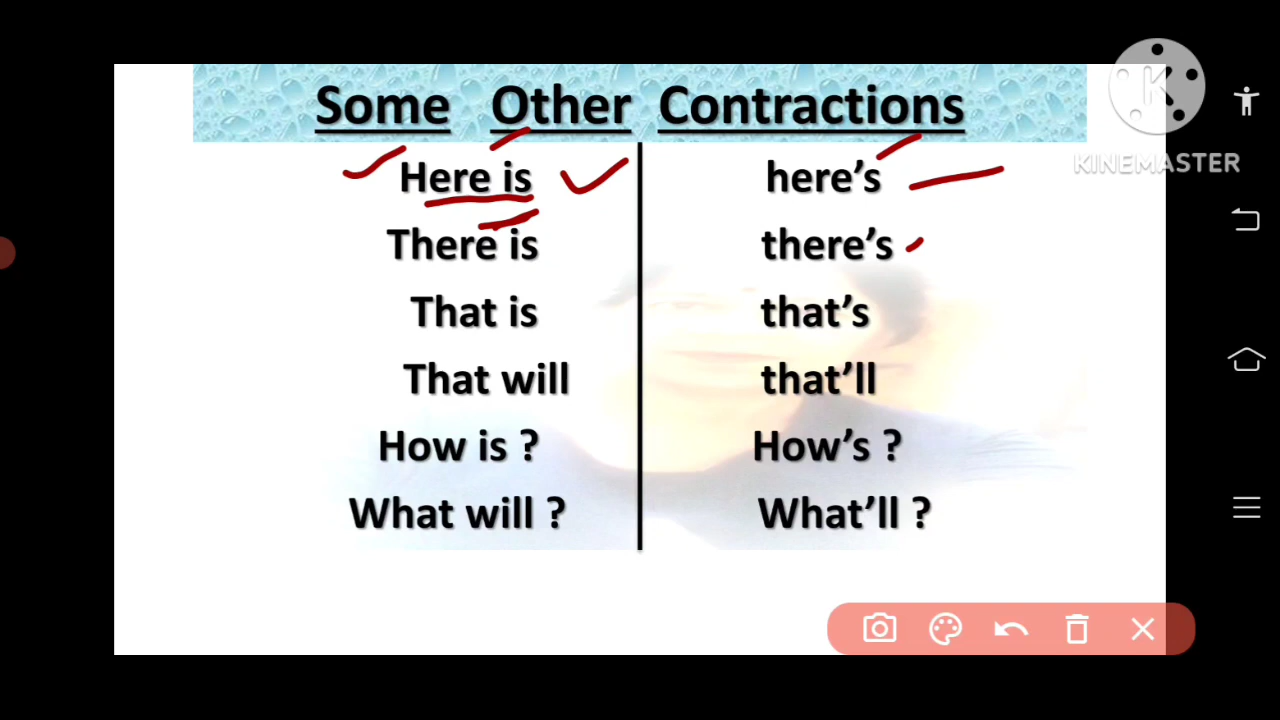 Some Other Contractions
KINEMASTER
Here is here’s
There is there’s
That is that’s
That will that’ll
How is ? How’s ?
What will ? What’ll ?